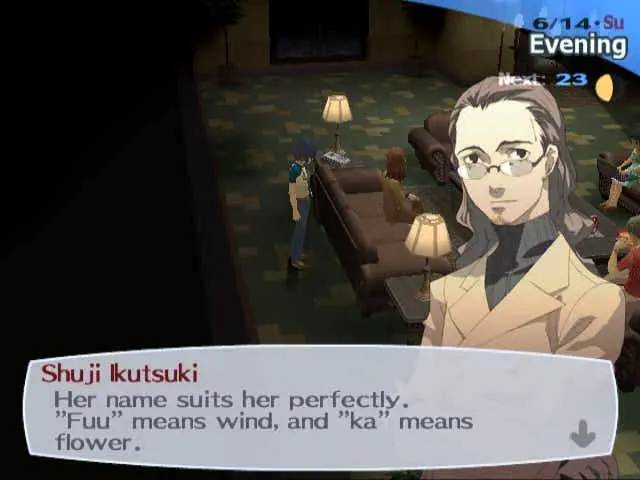 6/14·Su
Evening
Next: 23
Shuji Ikutsuki
Her name suits her perfectly.
"Fuu" means wind, and "ka" means
flower.